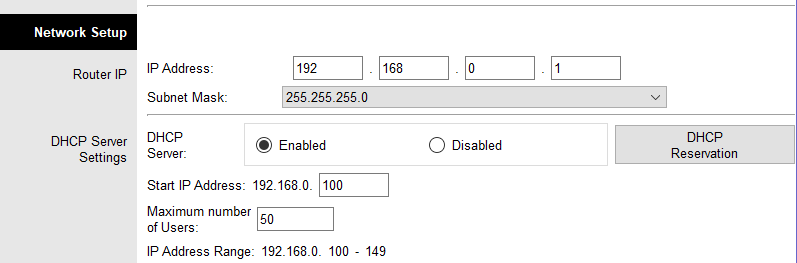 Network Setup
Router IP
IP Address: 192 . 168 . 0 . 1
Subnet Mask: 255.255.255.0
DHCP Server
Settings
DHCP
Server:
Enabled
Disabled
DHCP
Reservation
Start IP Address: 192.168.0. 100
Maximum number
of Users:
50
IP Address Range: 192.168.0. 100 - 149